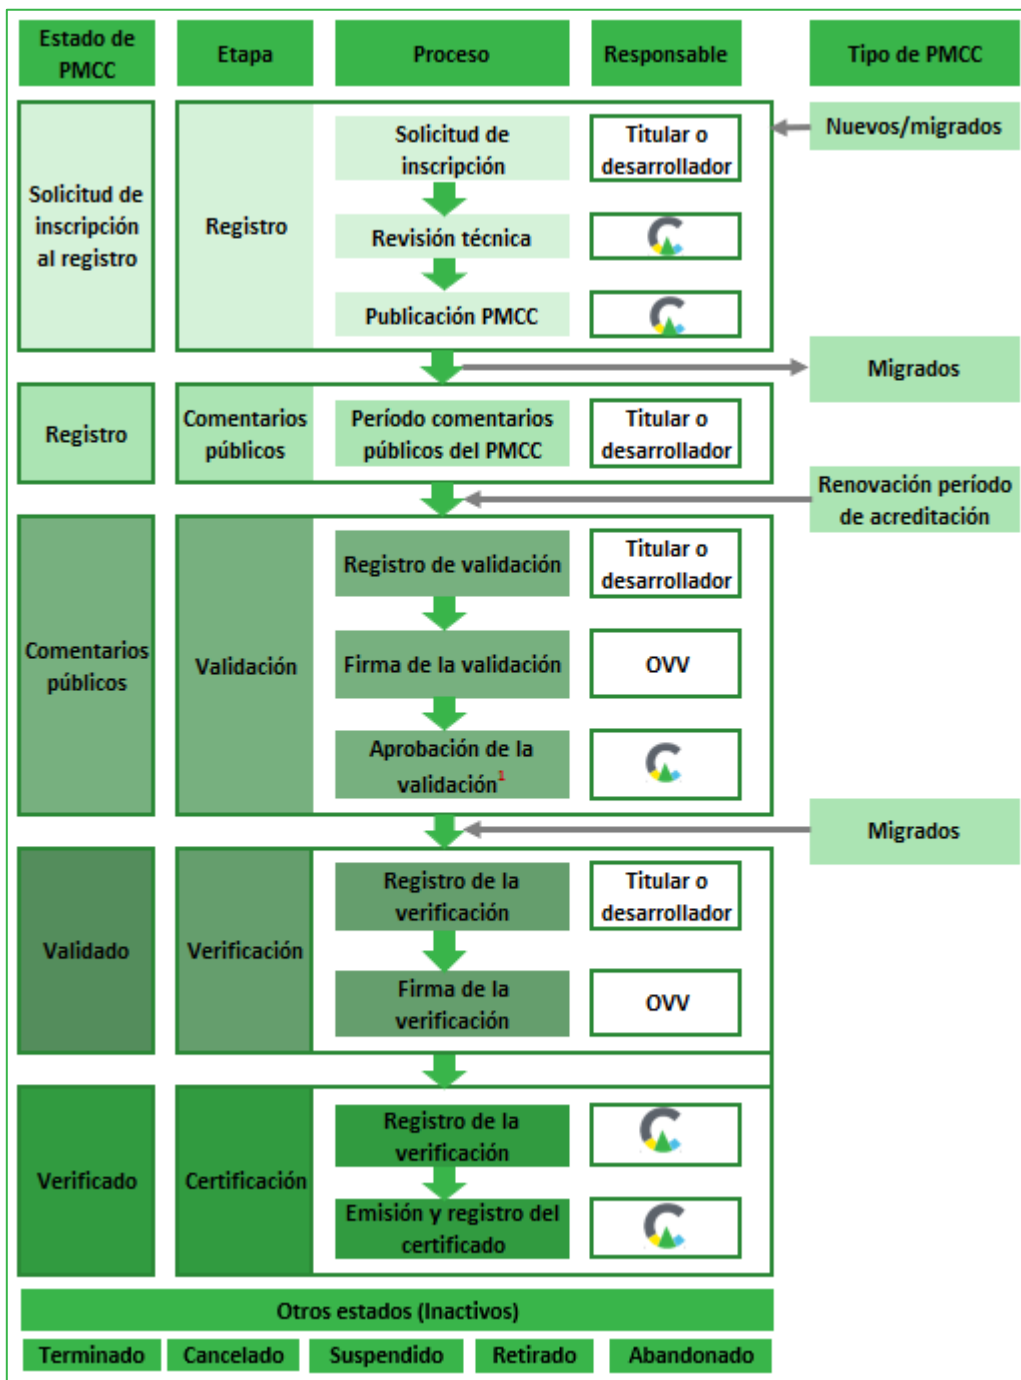 Estado de
PMCC
Etapa
Proceso
Responsable
Tipo de PMCC
Solicitud de
inscripción
al registro
Registro
Solicitud de
inscripción
Titular o
desarrollador
Nuevos/migrados
Revisión técnica
Publicación PMCC
Migrados
Registro
Comentarios
públicos
Período comentarios
públicos del PMCC
Titular o
desarrollador
Renovación período
de acreditación
Comentarios
públicos
Validación
Registro de validación
Titular o
desarrollador
Firma de la validación
OVV
Aprobación de la
validación1
Migrados
Validado
Verificación
Registro de la
verificación
Titular o
desarrollador
Firma de la
verificación
OVV
Verificado
Certificación
Registro de la
verificación
Emisión y registro del
certificado
Otros estados (Inactivos)
Terminado
Cancelado
Suspendido
Retirado
Abandonado